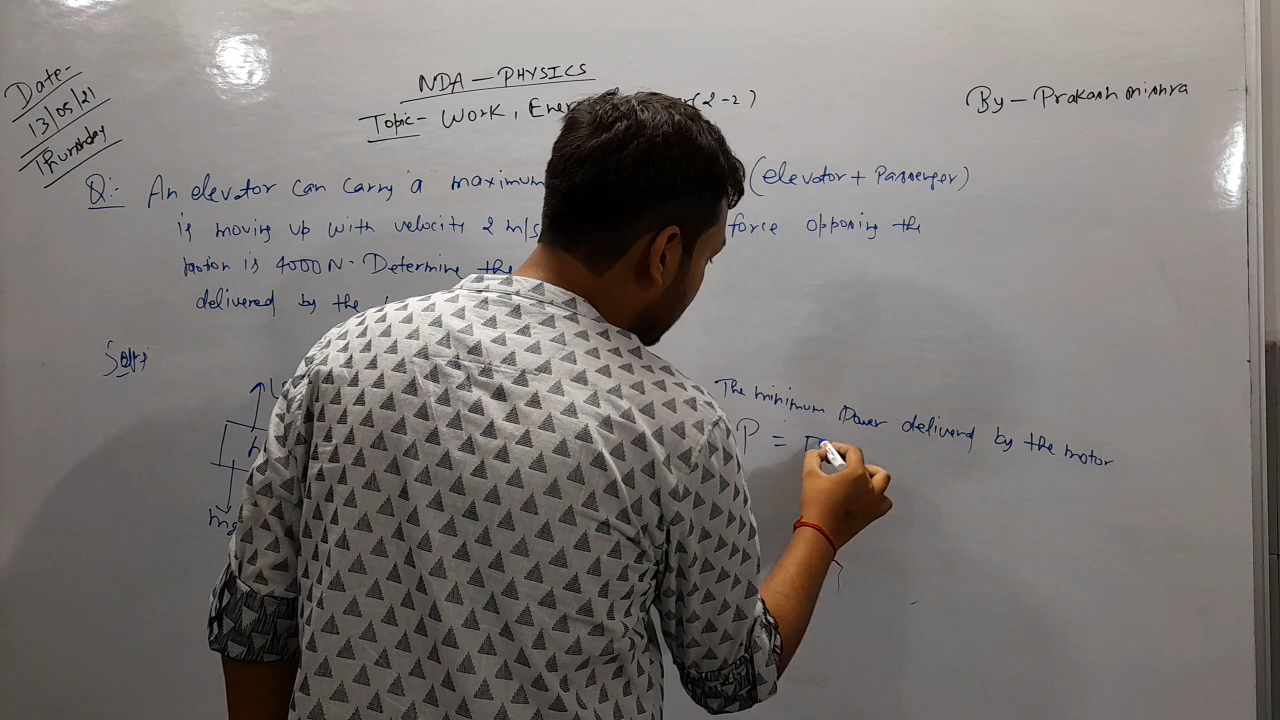 Date-
13/05/21
Thursday
NDA - PHYSICS
Topic- Work, Ener (2-2)
By - Prakash Mishra
Q:- An elevator can carry a maximum (elevator + Passenger)
is moving up with velocity 2 m/s force opposing the
motion is 4000 N. Determine the
delivered by the
Soln:
mg
The minimum Power delivered by the motor
P =